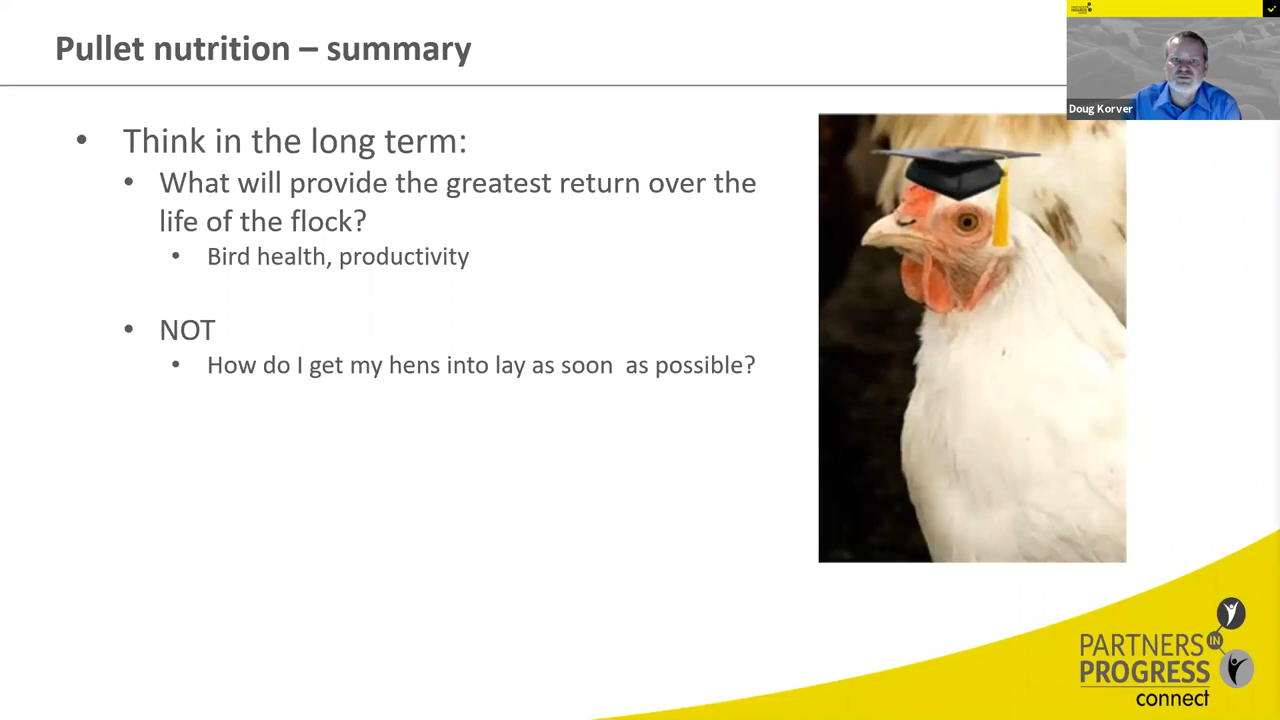 Pullet nutrition – summary
• Think in the long term:
• What will provide the greatest return over the
life of the flock?
• Bird health, productivity
• NOT
• How do I get my hens into lay as soon  as possible?
PARTNERS
PROGRESS
Doug Korver
PARTNERS IN
PROGRESS
connect